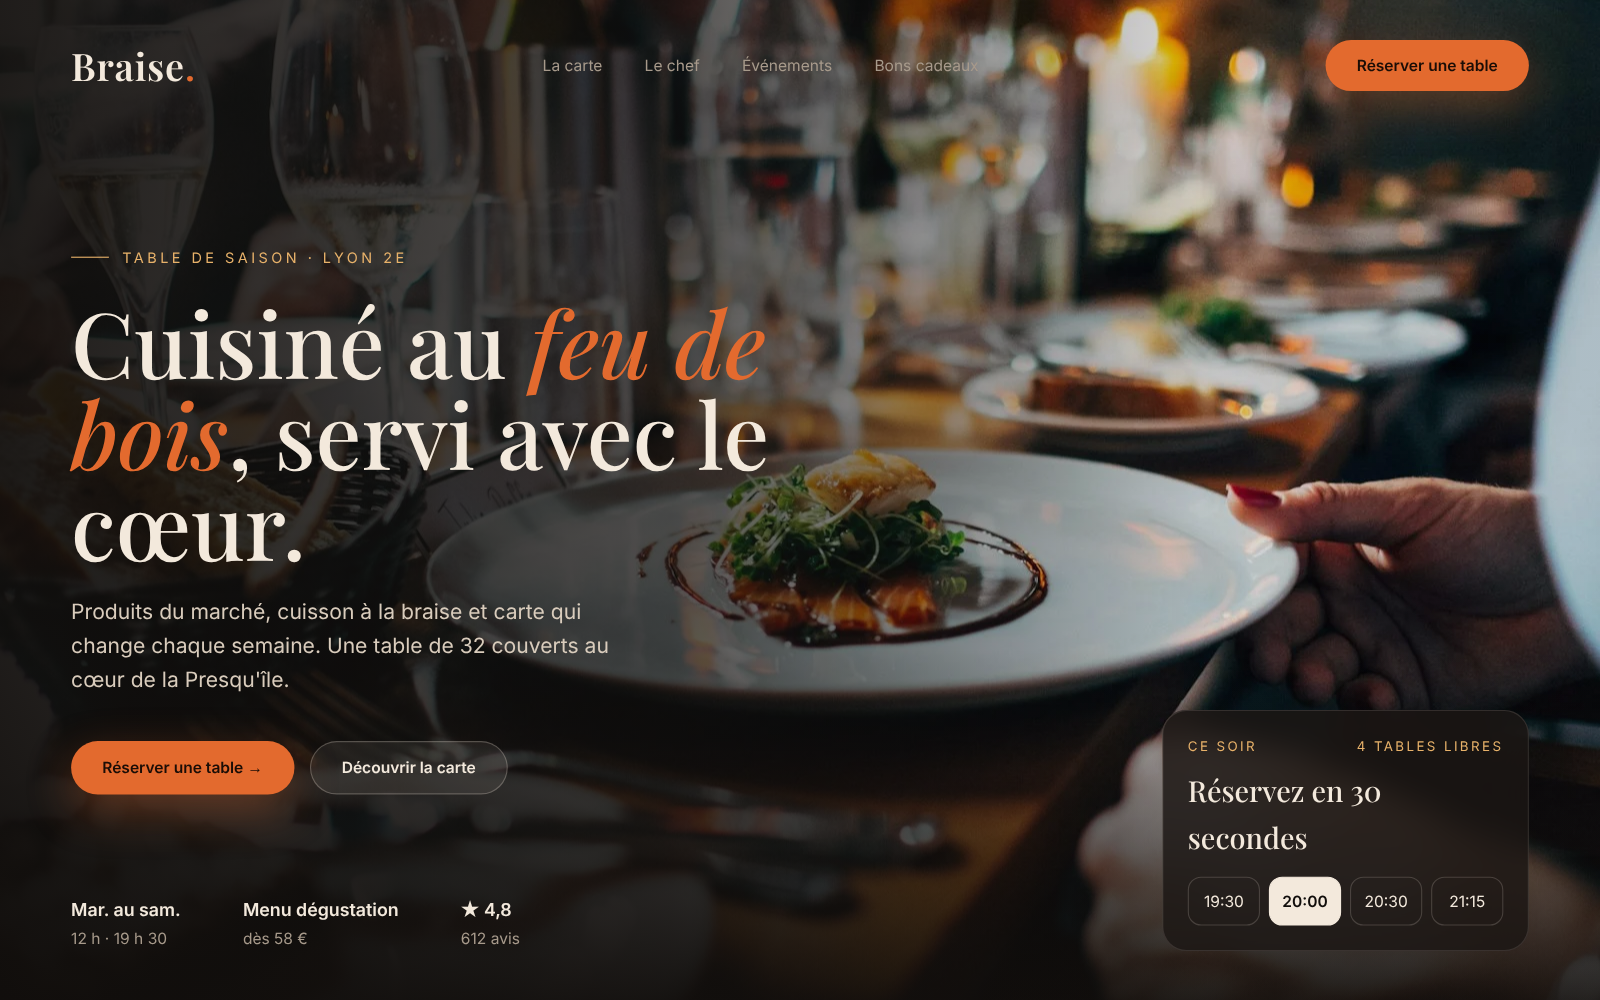 Braise.
La carte
Le chef
Événements
Bons cadeaux
Réserver une table
TABLE DE SAISON · LYON 2E
Cuisiné au feu de
bois, servi avec le
cœur.
Produits du marché, cuisson à la braise et carte qui
change chaque semaine. Une table de 32 couverts au
cœur de la Presqu'île.
Réserver une table →
Découvrir la carte
Mar. au sam.
12 h · 19 h 30
Menu dégustation
dès 58 €
★ 4,8
612 avis
CE SOIR
4 TABLES LIBRES
Réservez en 30
secondes
19:30
20:00
20:30
21:15